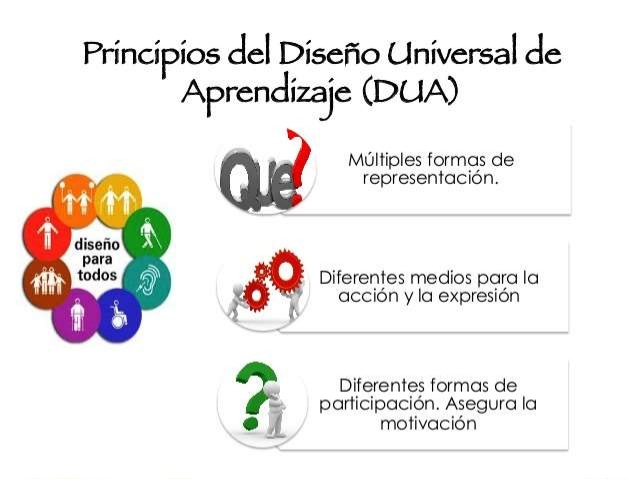 Principios del Diseño Universal de
Aprendizaje (DUA)
Que?
Múltiples formas de
representación.
diseño
para
todos
Diferentes medios para la
acción y la expresión
?
Diferentes formas de
participación. Asegura la
motivación